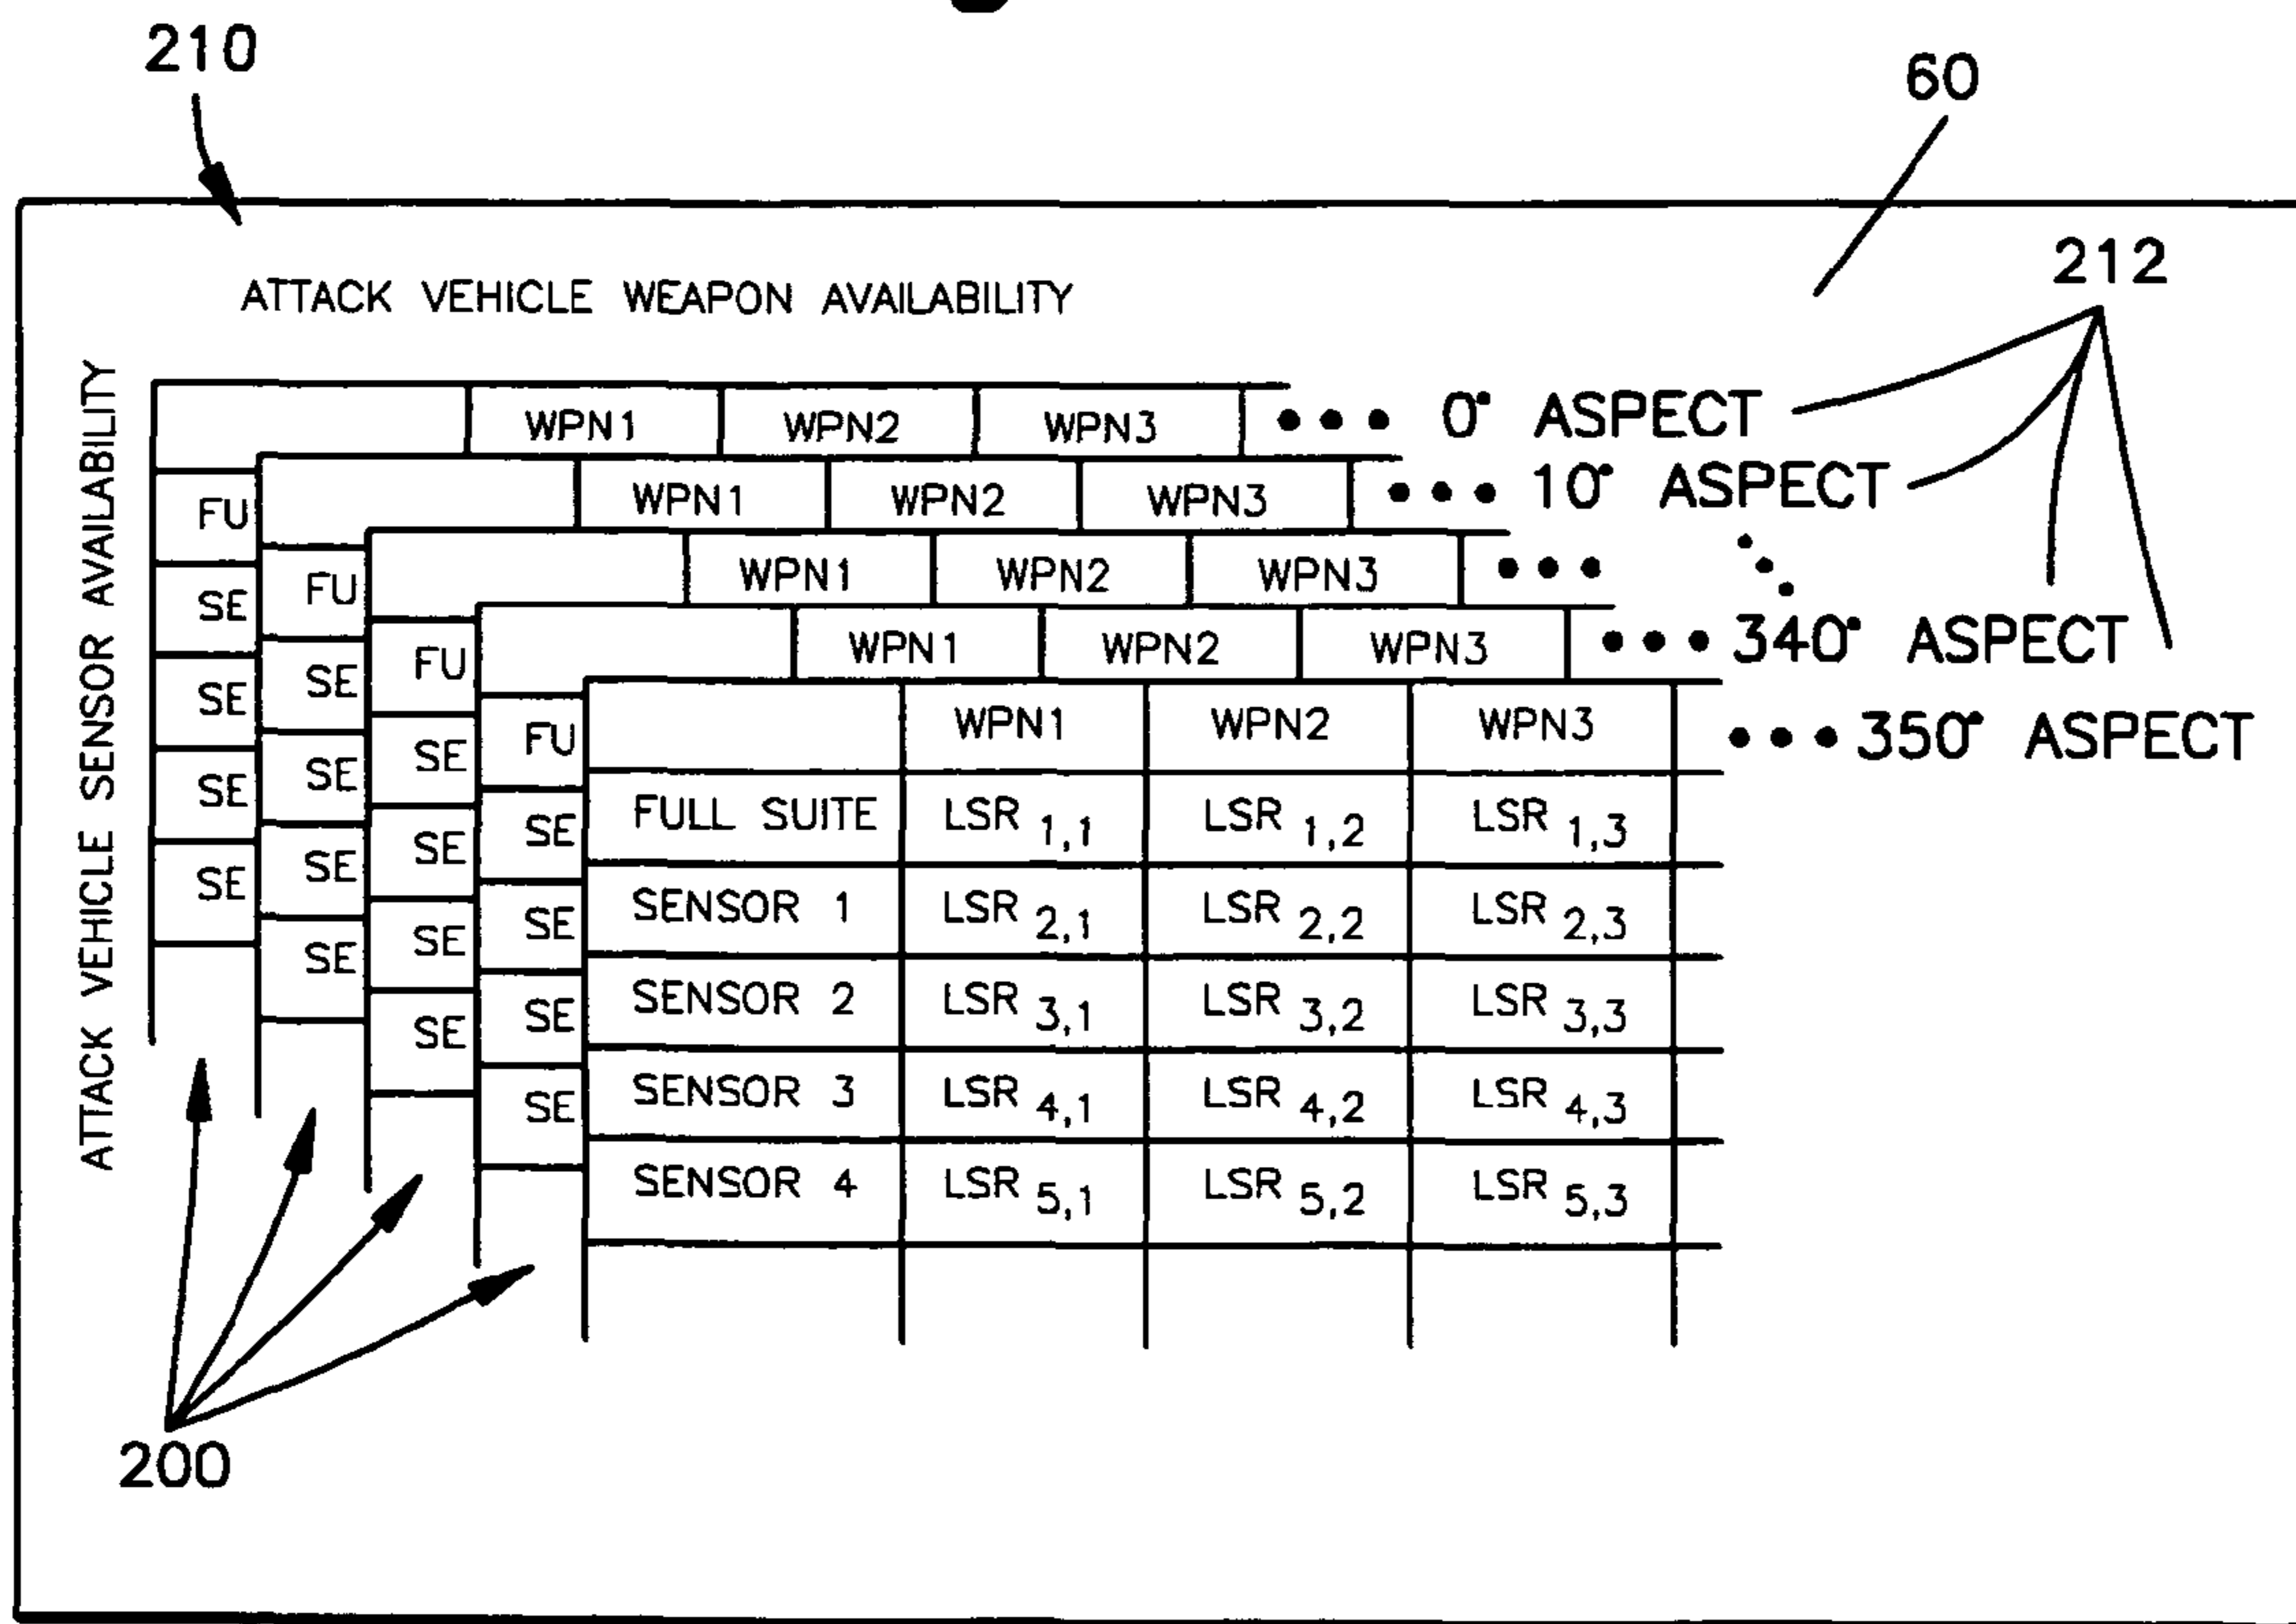 210
60
212
ATTACK VEHICLE WEAPON AVAILABILITY
ATTACK VEHICLE SENSOR AVAILABILITY
WPN1 WPN2 WPN3 ••• 0° ASPECT
FU
SE
SE
SE
SE
WPN1 WPN2 WPN3 ••• 10° ASPECT
FU
SE
SE
SE
SE
WPN1 WPN2 WPN3 •••
FU
SE
SE
SE
SE
WPN1 WPN2 WPN3 ••• 340° ASPECT
FU
SE
SE
SE
SE
WPN1 WPN2 WPN3 ••• 350° ASPECT
FULL SUITE LSR 1,1 LSR 1,2 LSR 1,3
SENSOR 1 LSR 2,1 LSR 2,2 LSR 2,3
SENSOR 2 LSR 3,1 LSR 3,2 LSR 3,3
SENSOR 3 LSR 4,1 LSR 4,2 LSR 4,3
SENSOR 4 LSR 5,1 LSR 5,2 LSR 5,3
200